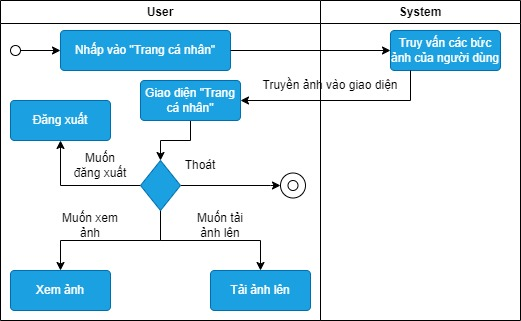 User
System
Nhấp vào "Trang cá nhân"
Truy vấn các bức
ảnh của người dùng
Truyền ảnh vào giao diện
Giao diện "Trang
cá nhân"
Đăng xuất
Muốn
đăng xuất
Thoát
Muốn xem
ảnh
Muốn tải
ảnh lên
Xem ảnh
Tải ảnh lên